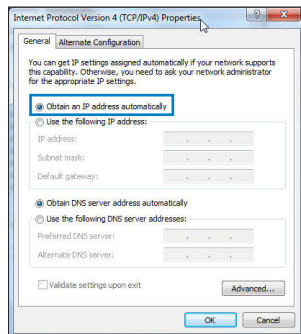 Internet Protocol Version 4 (TCP/IPv4) Properties
General
Alternate Configuration
You can get IP settings assigned automatically if your network supports
this capability. Otherwise, you need to ask your network administrator
for the appropriate IP settings.
Obtain an IP address automatically
Use the following IP address:
IP address:
Subnet mask:
Default gateway:
Obtain DNS server address automatically
Use the following DNS server addresses:
Preferred DNS server:
Alternate DNS server:
Validate settings upon exit
Advanced...
OK
Cancel